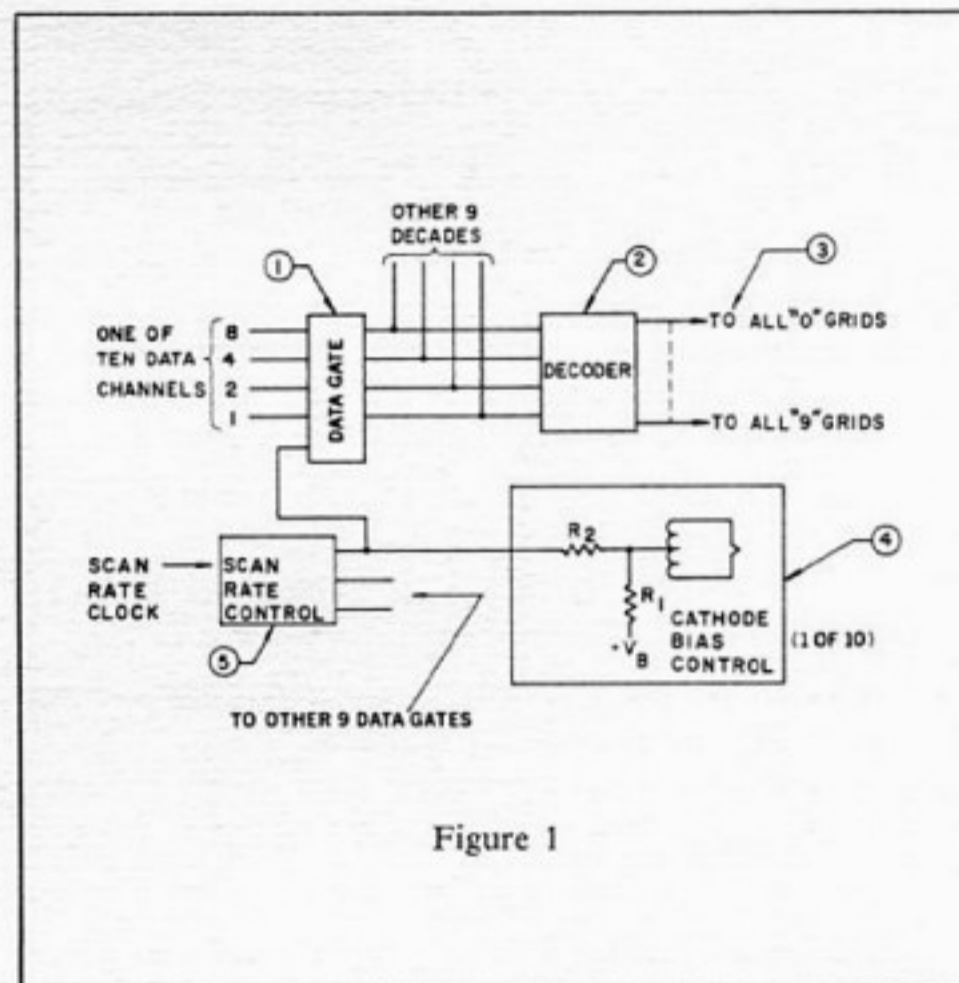 OTHER 9
DECADES
①
②
③
ONE OF
TEN DATA
CHANNELS
8
4
2
1
DATA GATE
DECODER
TO ALL "0" GRIDS
TO ALL "9" GRIDS
SCAN
RATE
CLOCK
SCAN
RATE
CONTROL
⑤
R2
R1
+VB
CATHODE
BIAS
CONTROL
④
(1 OF 10)
TO OTHER 9 DATA GATES
Figure 1